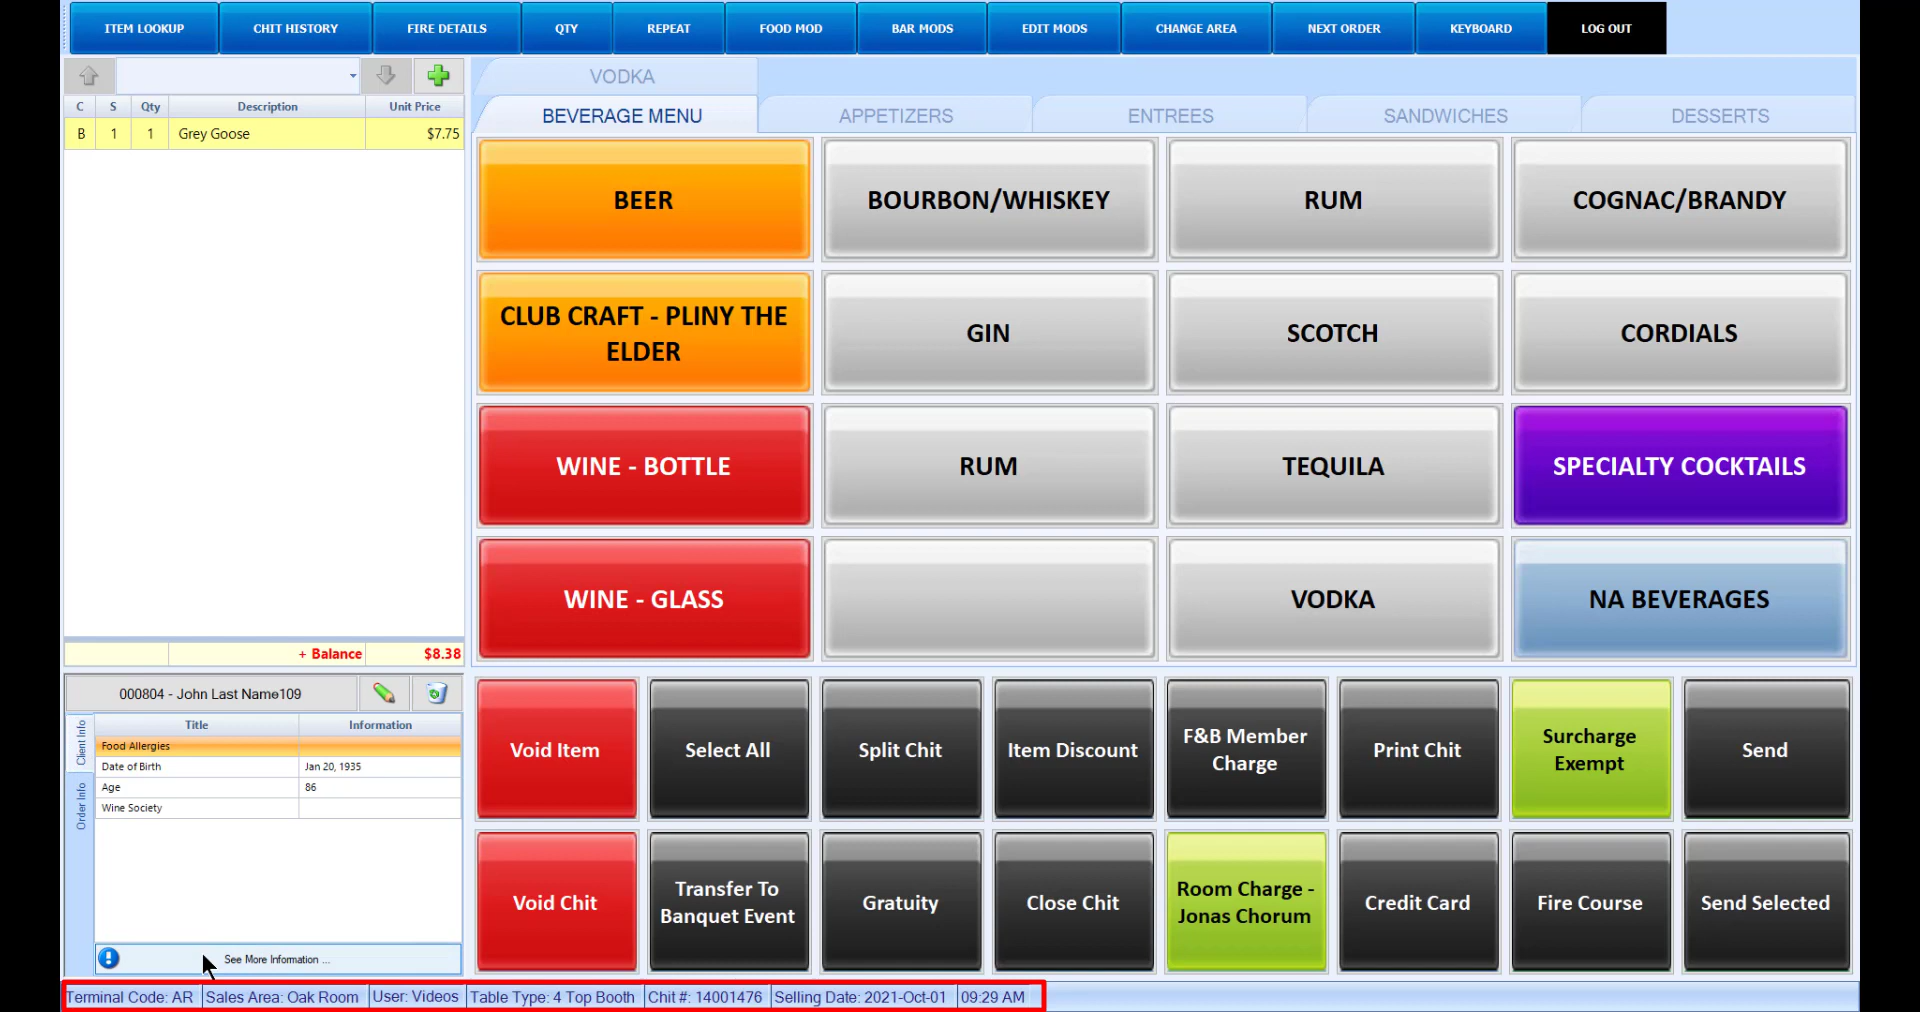 ITEM LOOKUP
CHIT HISTORY
FIRE DETAILS
QTY
REPEAT
FOOD MOD
BAR MODS
EDIT MODS
CHANGE AREA
NEXT ORDER
KEYBOARD
LOG OUT
C S Qty Description Unit Price
B 1 1 Grey Goose $7.75
+ Balance $8.38
000804 - John Last Name109
Client Info
Order Info
Title Information
Food Allergies
Date of Birth Jan 20, 1935
Age 86
Wine Society
See More Information ...
VODKA
BEVERAGE MENU
APPETIZERS
ENTREES
SANDWICHES
DESSERTS
BEER
BOURBON/WHISKEY
RUM
COGNAC/BRANDY
CLUB CRAFT - PLINY THE
ELDER
GIN
SCOTCH
CORDIALS
WINE - BOTTLE
RUM
TEQUILA
SPECIALTY COCKTAILS
WINE - GLASS
VODKA
NA BEVERAGES
Void Item
Select All
Split Chit
Item Discount
F&B Member
Charge
Print Chit
Surcharge
Exempt
Send
Void Chit
Transfer To
Banquet Event
Gratuity
Close Chit
Room Charge -
Jonas Chorum
Credit Card
Fire Course
Send Selected
Terminal Code: AR
Sales Area: Oak Room
User: Videos
Table Type: 4 Top Booth
Chit #: 14001476
Selling Date: 2021-Oct-01
09:29 AM